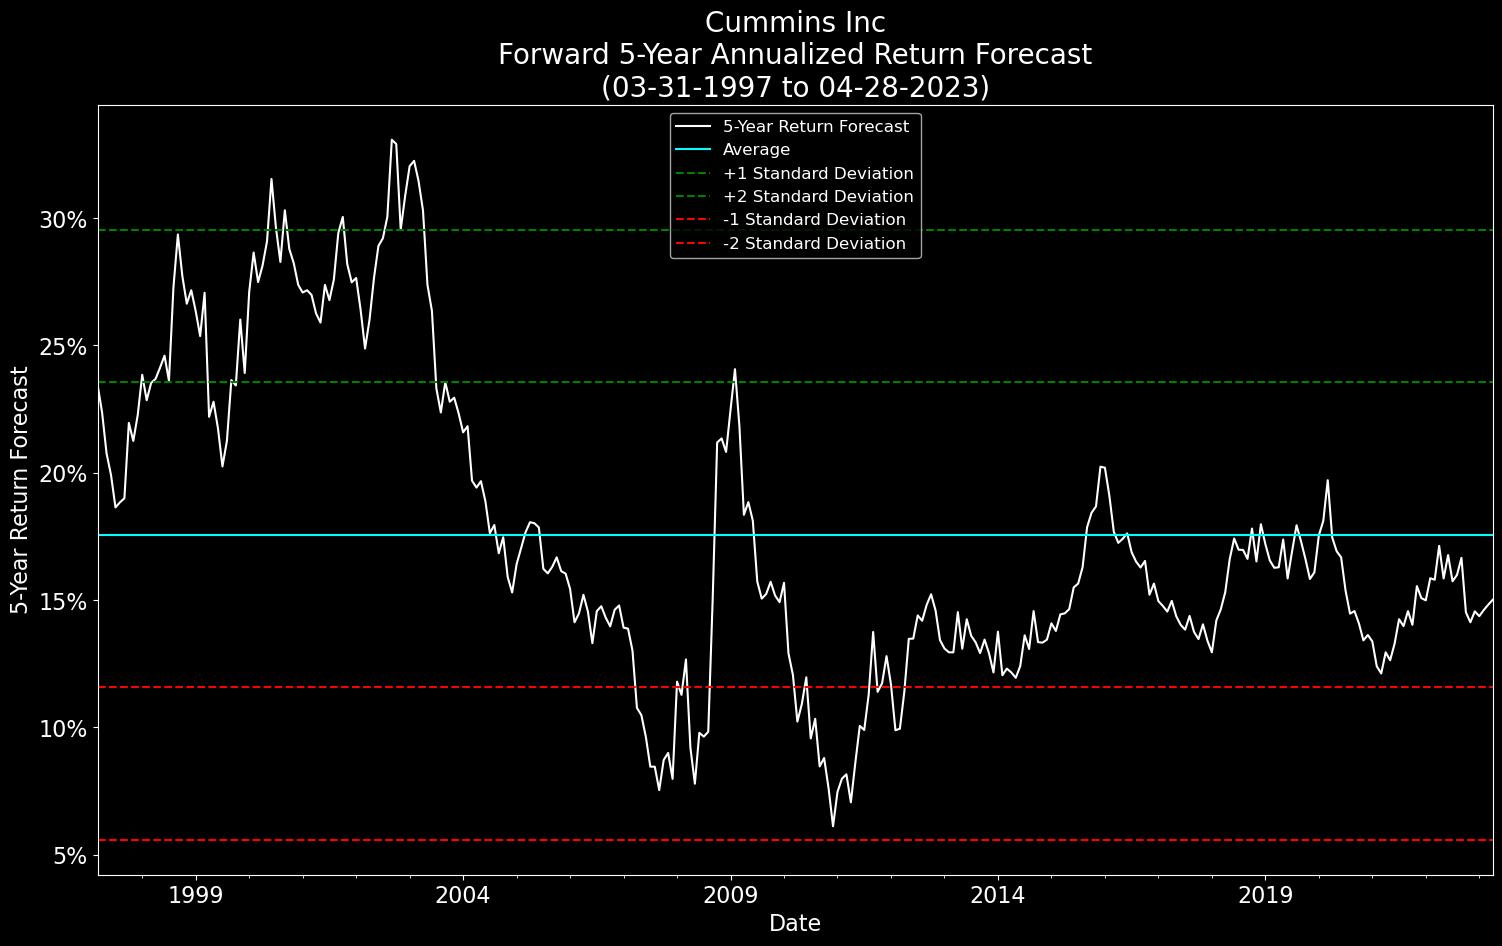 Cummins Inc
Forward 5-Year Annualized Return Forecast
(03-31-1997 to 04-28-2023)
5-Year Return Forecast
Average
+1 Standard Deviation
+2 Standard Deviation
-1 Standard Deviation
-2 Standard Deviation
30%
25%
20%
15%
10%
5%
5-Year Return Forecast
1999 2004 2009 2014 2019
Date